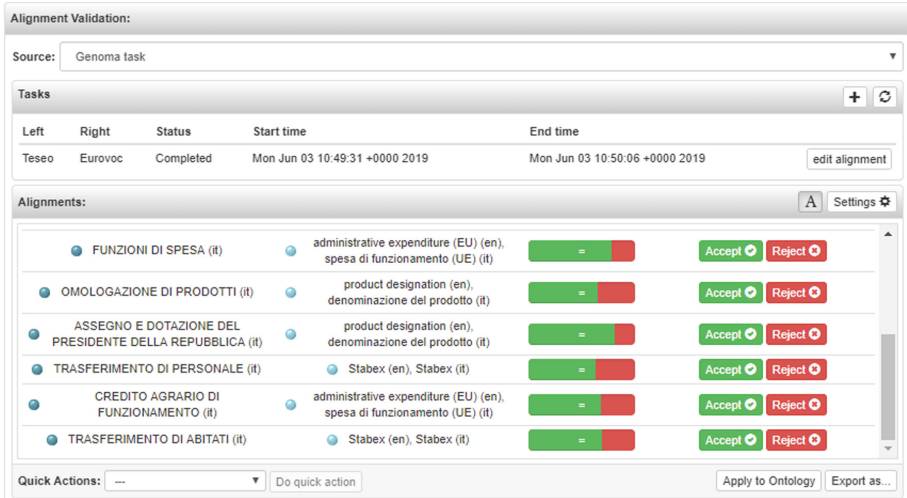 Alignment Validation:
Source: Genoma task
Tasks
Left Right Status Start time End time
Teseo Eurovoc Completed Mon Jun 03 10:49:31 +0000 2019 Mon Jun 03 10:50:06 +0000 2019 edit alignment
Alignments: A Settings
FUNZIONI DI SPESA (it) administrative expenditure (EU) (en), spesa di funzionamento (UE) (it) = Accept Reject
OMOLOGAZIONE DI PRODOTTI (it) product designation (en), denominazione del prodotto (it) = Accept Reject
ASSEGNO E DOTAZIONE DEL PRESIDENTE DELLA REPUBBLICA (it) product designation (en), denominazione del prodotto (it) = Accept Reject
TRASFERIMENTO DI PERSONALE (it) Stabex (en), Stabex (it) = Accept Reject
CREDITO AGRARIO DI FUNZIONAMENTO (it) administrative expenditure (EU) (en), spesa di funzionamento (UE) (it) = Accept Reject
TRASFERIMENTO DI ABITATI (it) Stabex (en), Stabex (it) = Accept Reject
Quick Actions: --- Do quick action Apply to Ontology Export as...